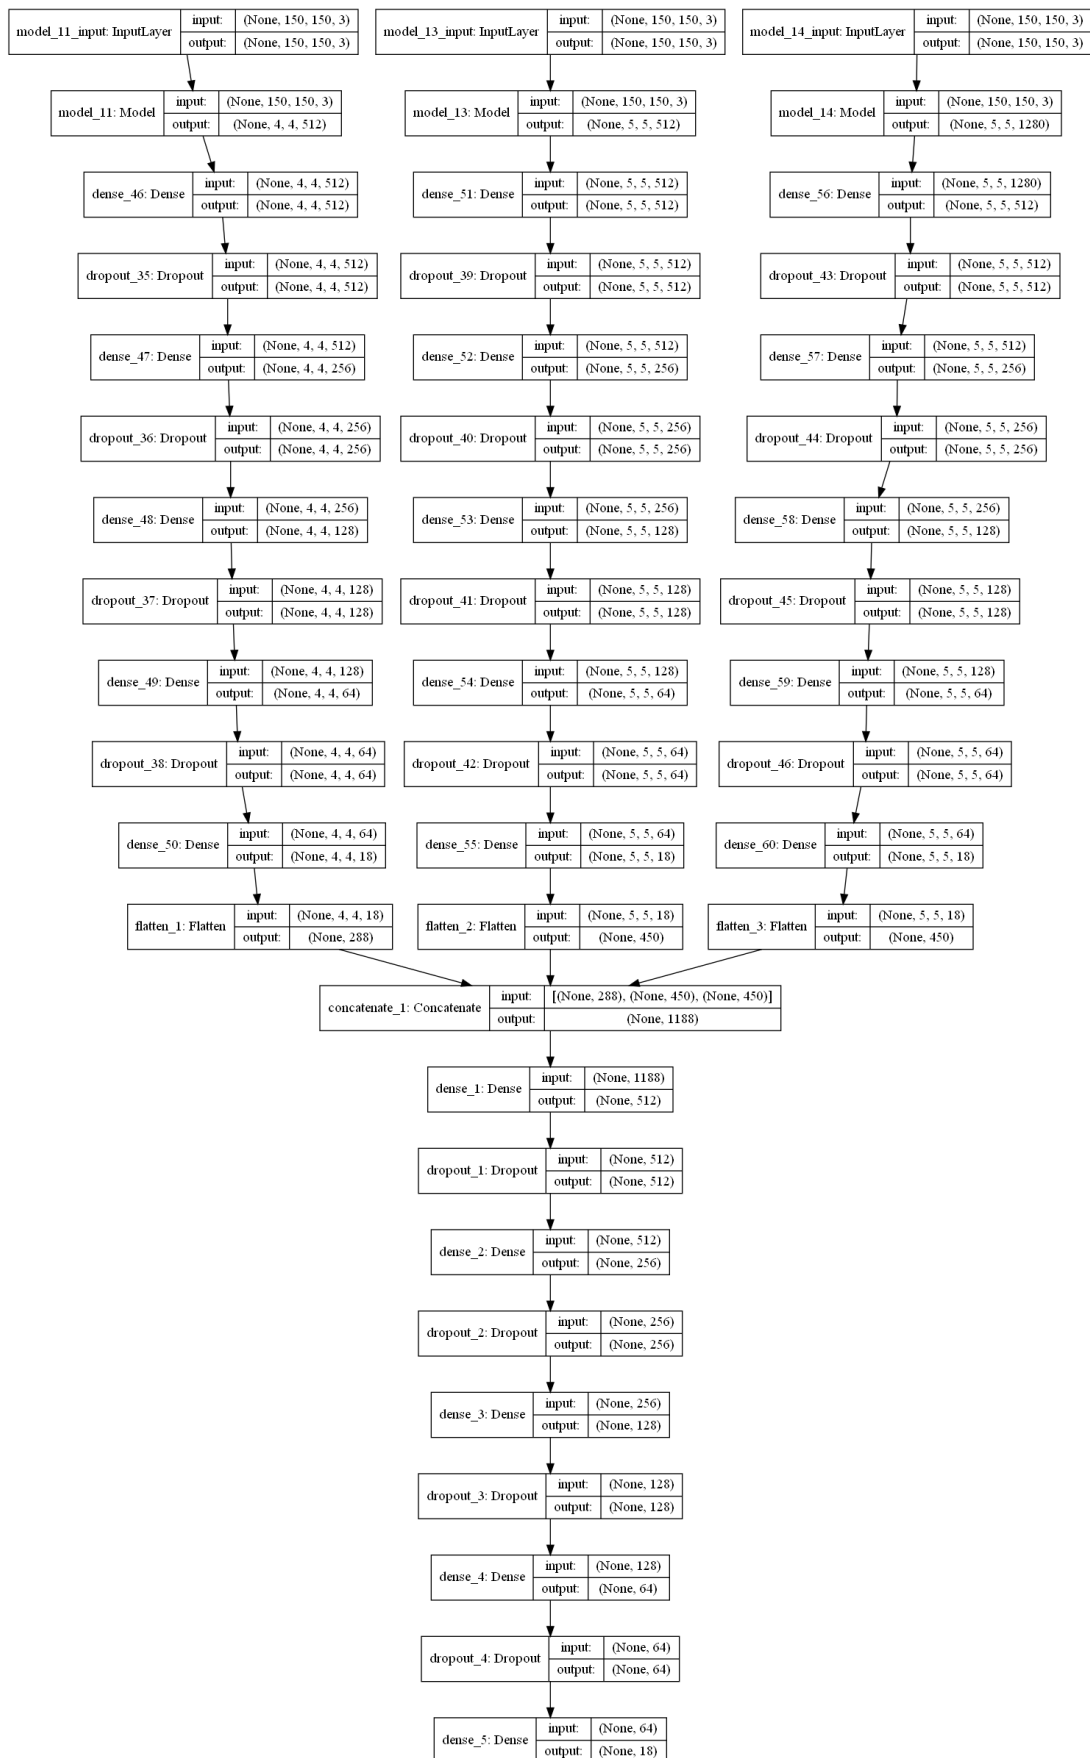 model_11_input: InputLayer input: (None, 150, 150, 3)
output: (None, 150, 150, 3)
model_13_input: InputLayer input: (None, 150, 150, 3)
output: (None, 150, 150, 3)
model_14_input: InputLayer input: (None, 150, 150, 3)
output: (None, 150, 150, 3)
model_11: Model input: (None, 150, 150, 3)
output: (None, 4, 4, 512)
model_13: Model input: (None, 150, 150, 3)
output: (None, 5, 5, 512)
model_14: Model input: (None, 150, 150, 3)
output: (None, 5, 5, 1280)
dense_46: Dense input: (None, 4, 4, 512)
output: (None, 4, 4, 512)
dense_51: Dense input: (None, 5, 5, 512)
output: (None, 5, 5, 512)
dense_56: Dense input: (None, 5, 5, 1280)
output: (None, 5, 5, 512)
dropout_35: Dropout input: (None, 4, 4, 512)
output: (None, 4, 4, 512)
dropout_39: Dropout input: (None, 5, 5, 512)
output: (None, 5, 5, 512)
dropout_43: Dropout input: (None, 5, 5, 512)
output: (None, 5, 5, 512)
dense_47: Dense input: (None, 4, 4, 512)
output: (None, 4, 4, 256)
dense_52: Dense input: (None, 5, 5, 512)
output: (None, 5, 5, 256)
dense_57: Dense input: (None, 5, 5, 512)
output: (None, 5, 5, 256)
dropout_36: Dropout input: (None, 4, 4, 256)
output: (None, 4, 4, 256)
dropout_40: Dropout input: (None, 5, 5, 256)
output: (None, 5, 5, 256)
dropout_44: Dropout input: (None, 5, 5, 256)
output: (None, 5, 5, 256)
dense_48: Dense input: (None, 4, 4, 256)
output: (None, 4, 4, 128)
dense_53: Dense input: (None, 5, 5, 256)
output: (None, 5, 5, 128)
dense_58: Dense input: (None, 5, 5, 256)
output: (None, 5, 5, 128)
dropout_37: Dropout input: (None, 4, 4, 128)
output: (None, 4, 4, 128)
dropout_41: Dropout input: (None, 5, 5, 128)
output: (None, 5, 5, 128)
dropout_45: Dropout input: (None, 5, 5, 128)
output: (None, 5, 5, 128)
dense_49: Dense input: (None, 4, 4, 128)
output: (None, 4, 4, 64)
dense_54: Dense input: (None, 5, 5, 128)
output: (None, 5, 5, 64)
dense_59: Dense input: (None, 5, 5, 128)
output: (None, 5, 5, 64)
dropout_38: Dropout input: (None, 4, 4, 64)
output: (None, 4, 4, 64)
dropout_42: Dropout input: (None, 5, 5, 64)
output: (None, 5, 5, 64)
dropout_46: Dropout input: (None, 5, 5, 64)
output: (None, 5, 5, 64)
dense_50: Dense input: (None, 4, 4, 64)
output: (None, 4, 4, 18)
dense_55: Dense input: (None, 5, 5, 64)
output: (None, 5, 5, 18)
dense_60: Dense input: (None, 5, 5, 64)
output: (None, 5, 5, 18)
flatten_1: Flatten input: (None, 4, 4, 18)
output: (None, 288)
flatten_2: Flatten input: (None, 5, 5, 18)
output: (None, 450)
flatten_3: Flatten input: (None, 5, 5, 18)
output: (None, 450)
concatenate_1: Concatenate input: [(None, 288), (None, 450), (None, 450)]
output: (None, 1188)
dense_1: Dense input: (None, 1188)
output: (None, 512)
dropout_1: Dropout input: (None, 512)
output: (None, 512)
dense_2: Dense input: (None, 512)
output: (None, 256)
dropout_2: Dropout input: (None, 256)
output: (None, 256)
dense_3: Dense input: (None, 256)
output: (None, 128)
dropout_3: Dropout input: (None, 128)
output: (None, 128)
dense_4: Dense input: (None, 128)
output: (None, 64)
dropout_4: Dropout input: (None, 64)
output: (None, 64)
dense_5: Dense input: (None, 64)
output: (None, 18)